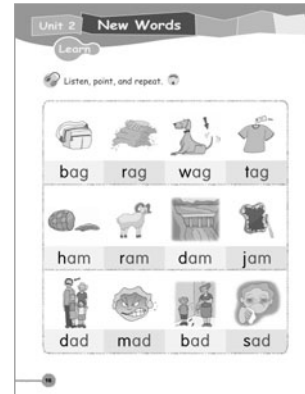 Unit 2 New Words
Learn
Listen, point, and repeat.
bag rag wag tag
ham ram dam jam
dad mad bad sad